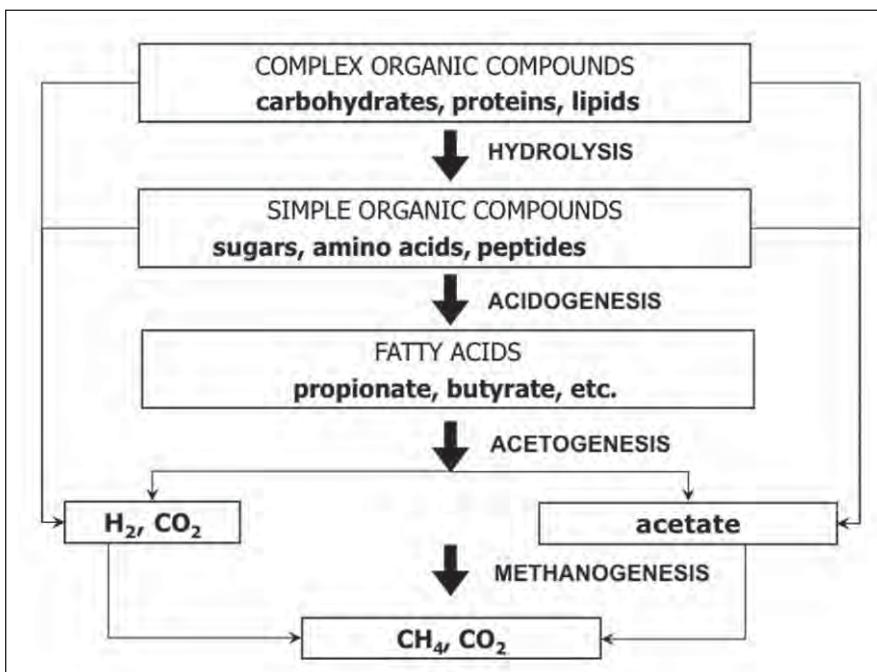 COMPLEX ORGANIC COMPOUNDS
carbohydrates, proteins, lipids
HYDROLYSIS
SIMPLE ORGANIC COMPOUNDS
sugars, amino acids, peptides
ACIDOGENESIS
FATTY ACIDS
propionate, butyrate, etc.
ACETOGENESIS
H₂, CO₂
acetate
METHANOGENESIS
CH₄, CO₂